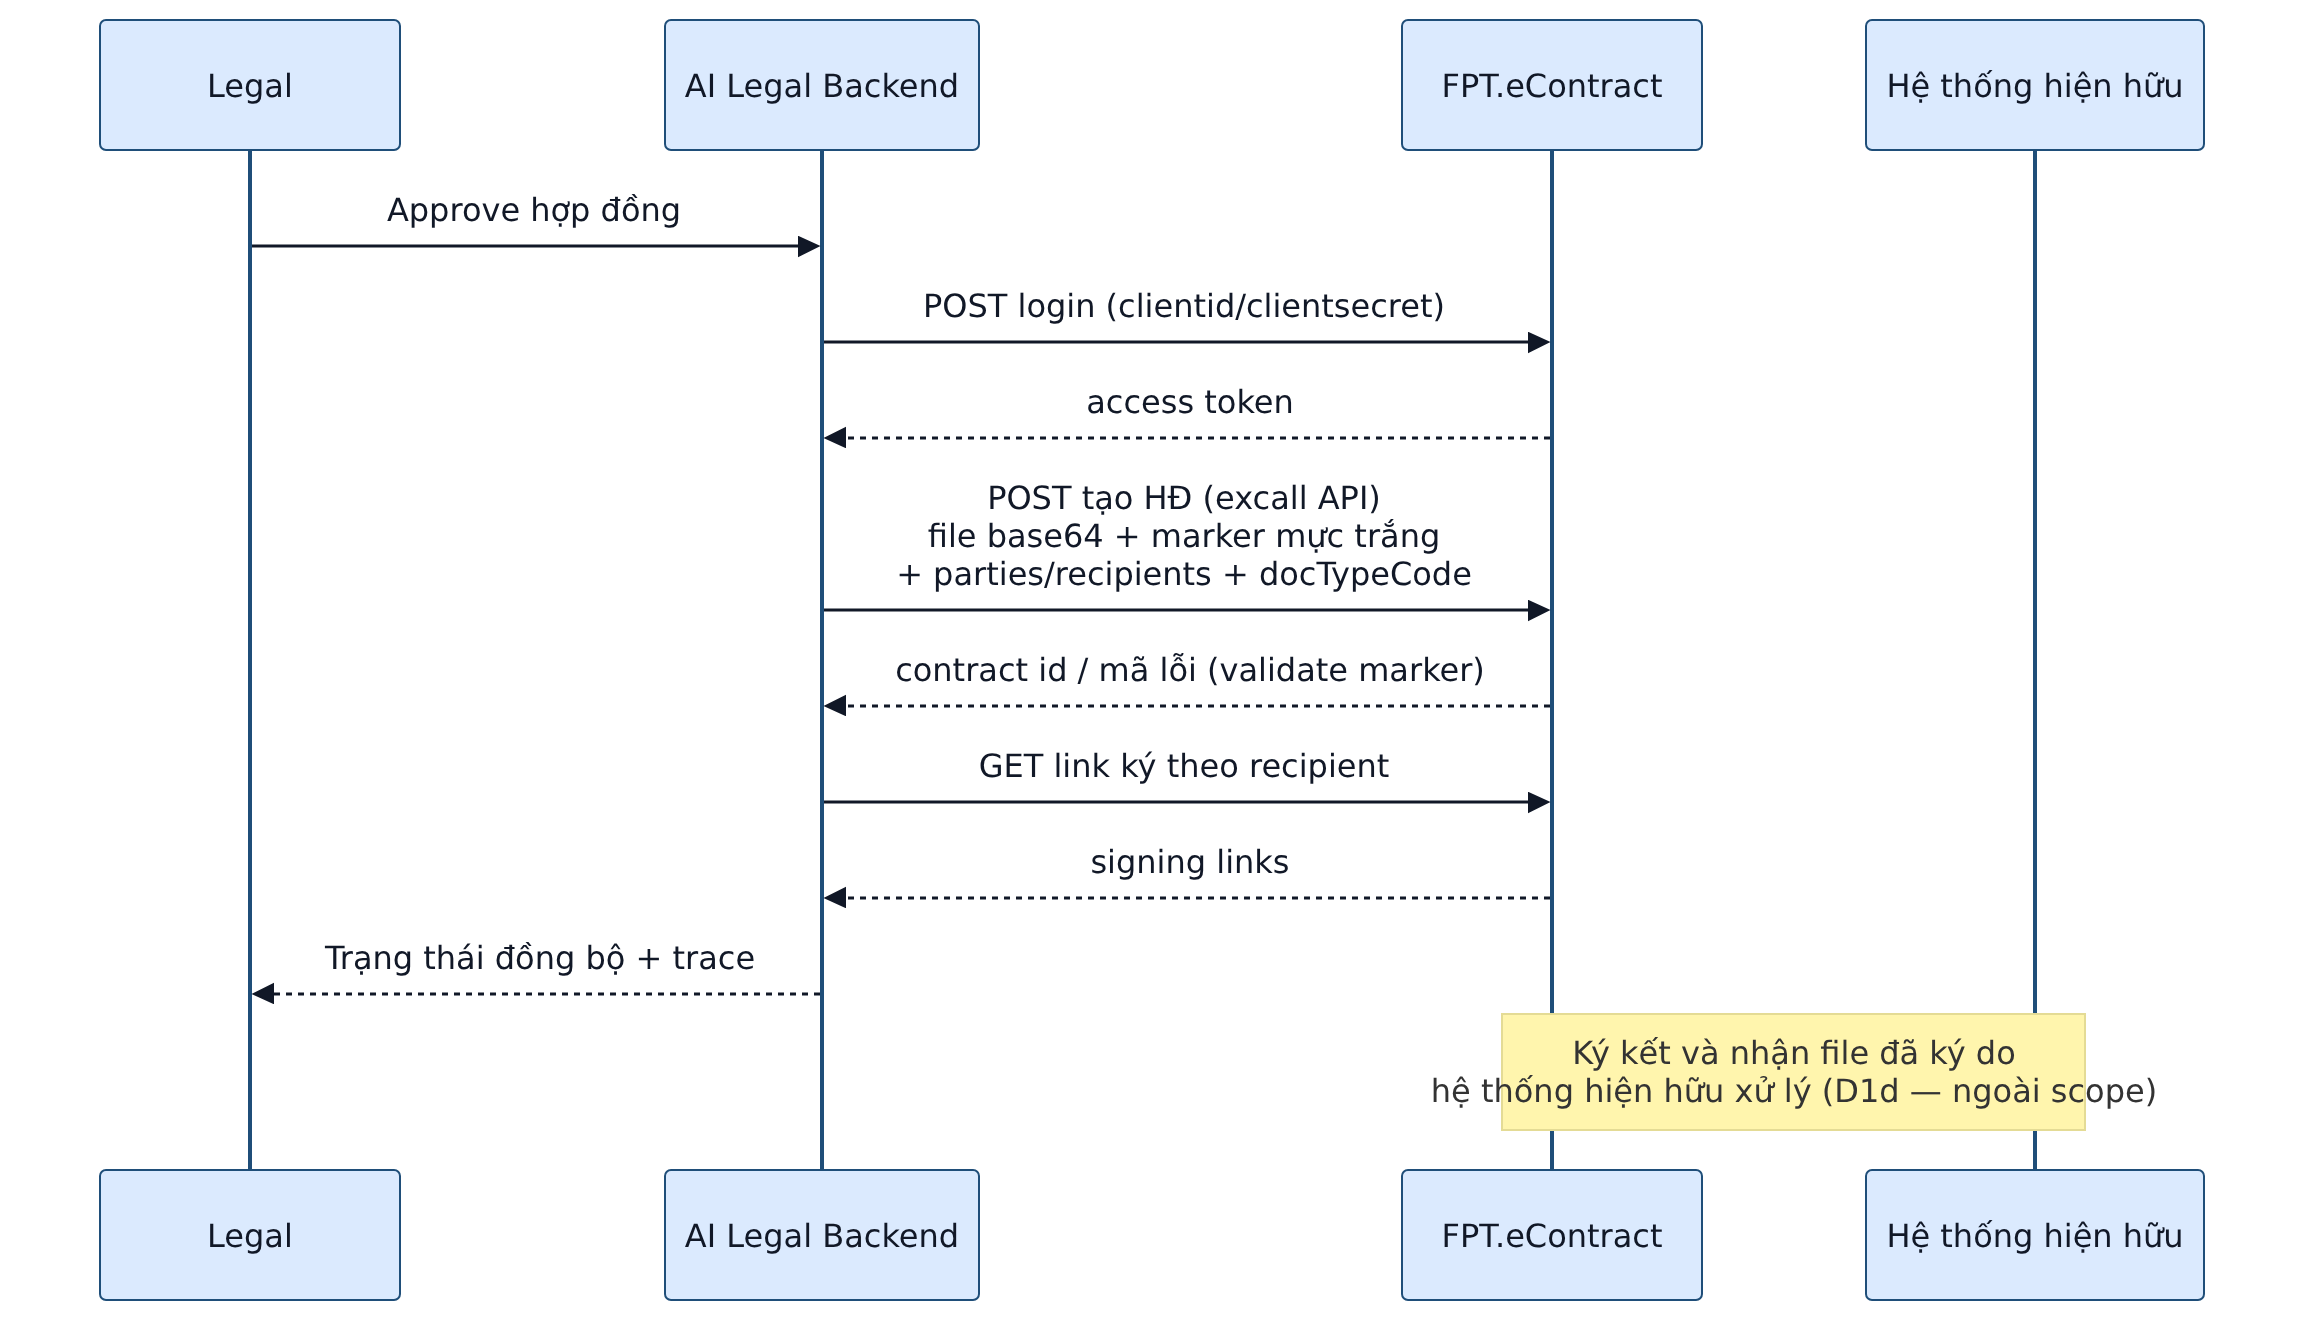 Legal
AI Legal Backend
FPT.eContract
Hệ thống hiện hữu
Approve hợp đồng
POST login (clientid/clientsecret)
access token
POST tạo HĐ (excall API)
file base64 + marker mực trắng
+ parties/recipients + docTypeCode
contract id / mã lỗi (validate marker)
GET link ký theo recipient
signing links
Trạng thái đồng bộ + trace
Ký kết và nhận file đã ký do
hệ thống hiện hữu xử lý (D1d — ngoài scope)
Legal
AI Legal Backend
FPT.eContract
Hệ thống hiện hữu